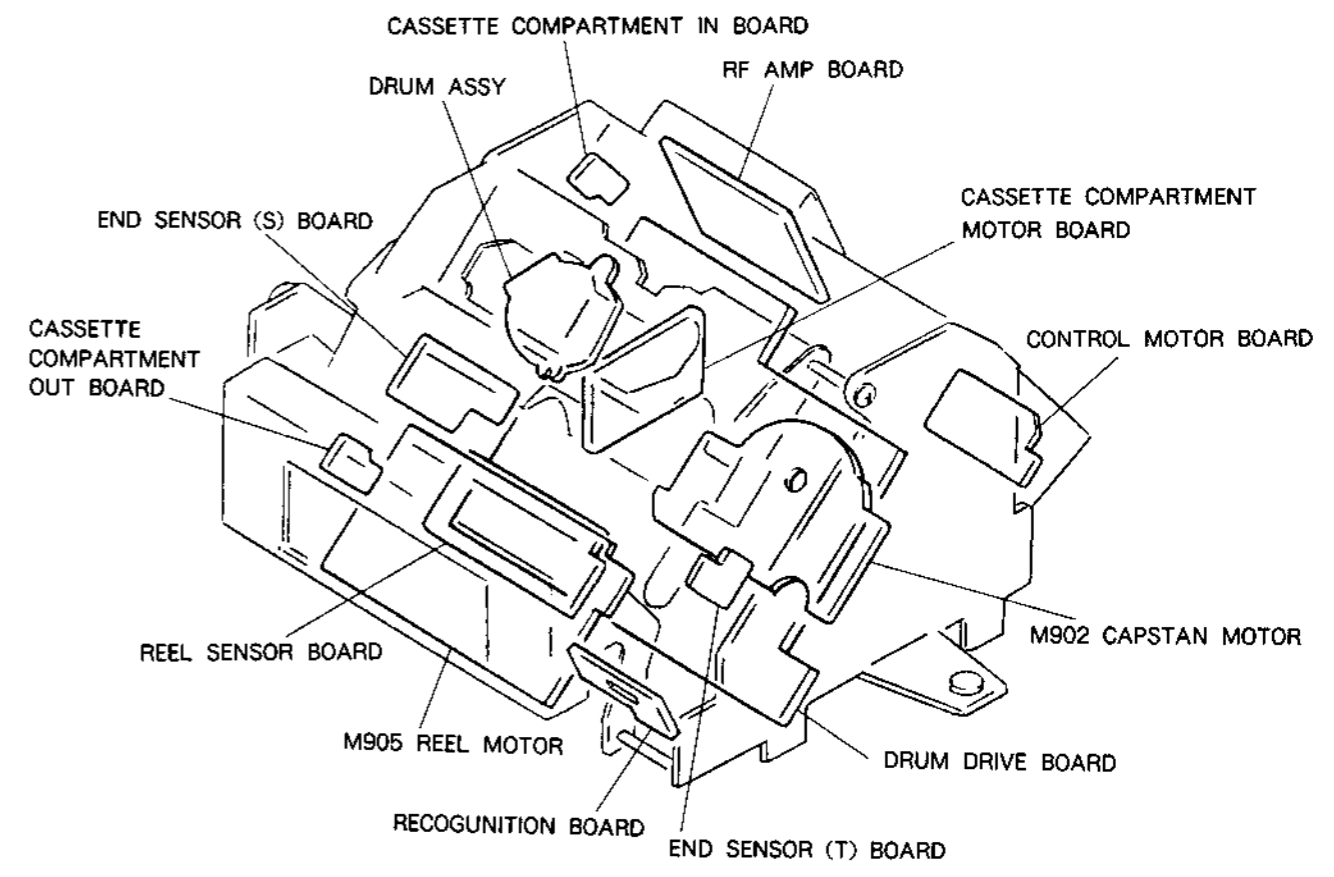 CASSETTE COMPARTMENT IN BOARD
DRUM ASSY
RF AMP BOARD
END SENSOR (S) BOARD
CASSETTE COMPARTMENT
MOTOR BOARD
CASSETTE
COMPARTMENT
OUT BOARD
CONTROL MOTOR BOARD
REEL SENSOR BOARD
M902 CAPSTAN MOTOR
M905 REEL MOTOR
DRUM DRIVE BOARD
RECOGUNITION BOARD
END SENSOR (T) BOARD